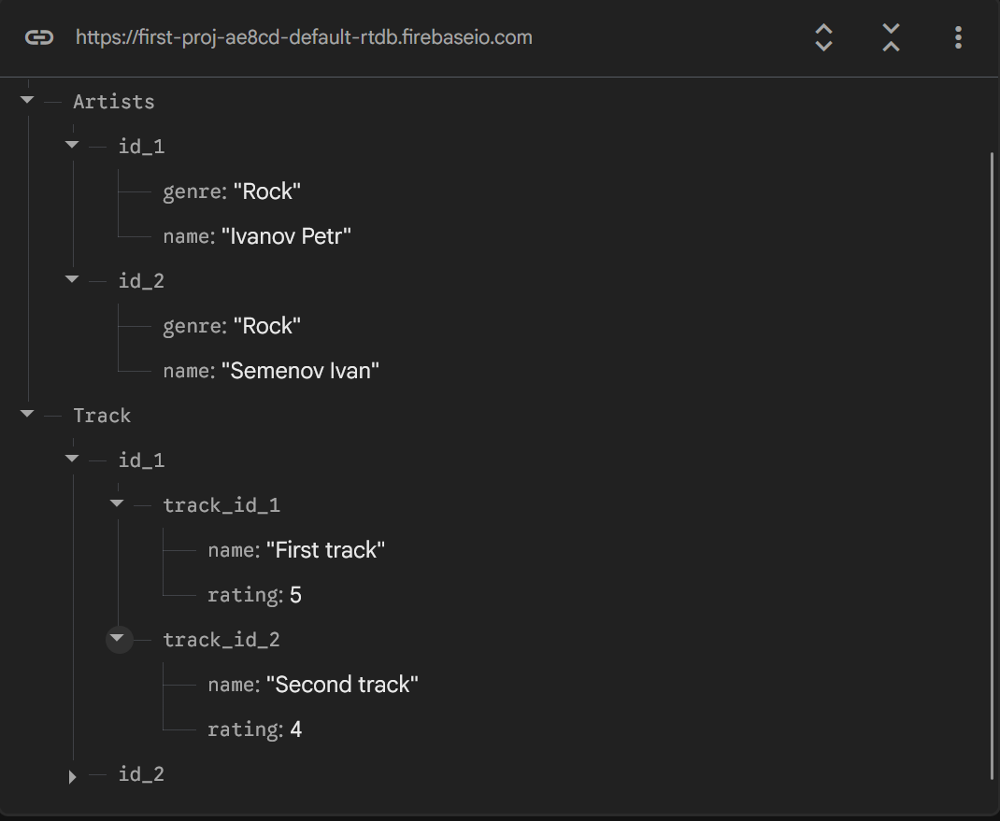 https://first-proj-ae8cd-default-rtdb.firebaseio.com
Artists
id_1
genre: "Rock"
name: "Ivanov Petr"
id_2
genre: "Rock"
name: "Semenov Ivan"
Track
id_1
track_id_1
name: "First track"
rating: 5
track_id_2
name: "Second track"
rating: 4
id_2